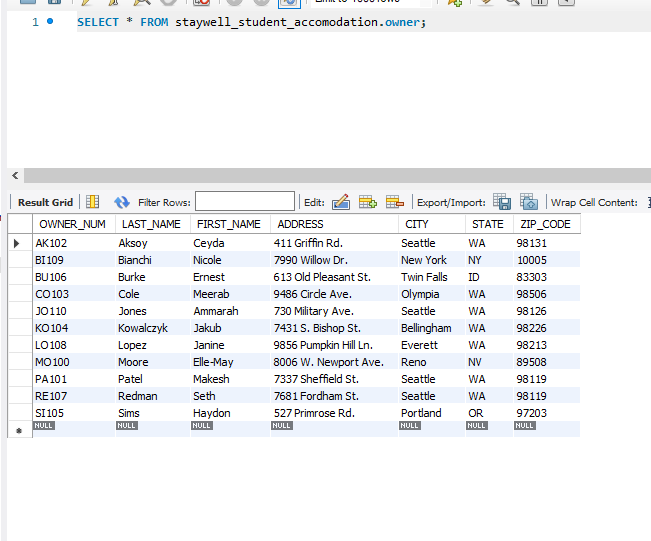 1 SELECT * FROM staywell_student_accomodation.owner;
Result Grid Filter Rows: Edit: Export/Import: Wrap Cell Content:
OWNER_NUM LAST_NAME FIRST_NAME ADDRESS CITY STATE ZIP_CODE
AK102 Aksoy Ceyda 411 Griffin Rd. Seattle WA 98131
BI109 Bianchi Nicole 7990 Willow Dr. New York NY 10005
BU106 Burke Ernest 613 Old Pleasant St. Twin Falls ID 83303
CO103 Cole Meerab 9486 Circle Ave. Olympia WA 98506
JO110 Jones Ammarah 730 Military Ave. Seattle WA 98126
KO104 Kowalczyk Jakub 7431 S. Bishop St. Bellingham WA 98226
LO108 Lopez Janine 9856 Pumpkin Hill Ln. Everett WA 98213
MO100 Moore Elle-May 8006 W. Newport Ave. Reno NV 89508
PA101 Patel Makesh 7337 Sheffield St. Seattle WA 98119
RE107 Redman Seth 7681 Fordham St. Seattle WA 98119
SI105 Sims Haydon 527 Primrose Rd. Portland OR 97203
NULL NULL NULL NULL NULL NULL NULL